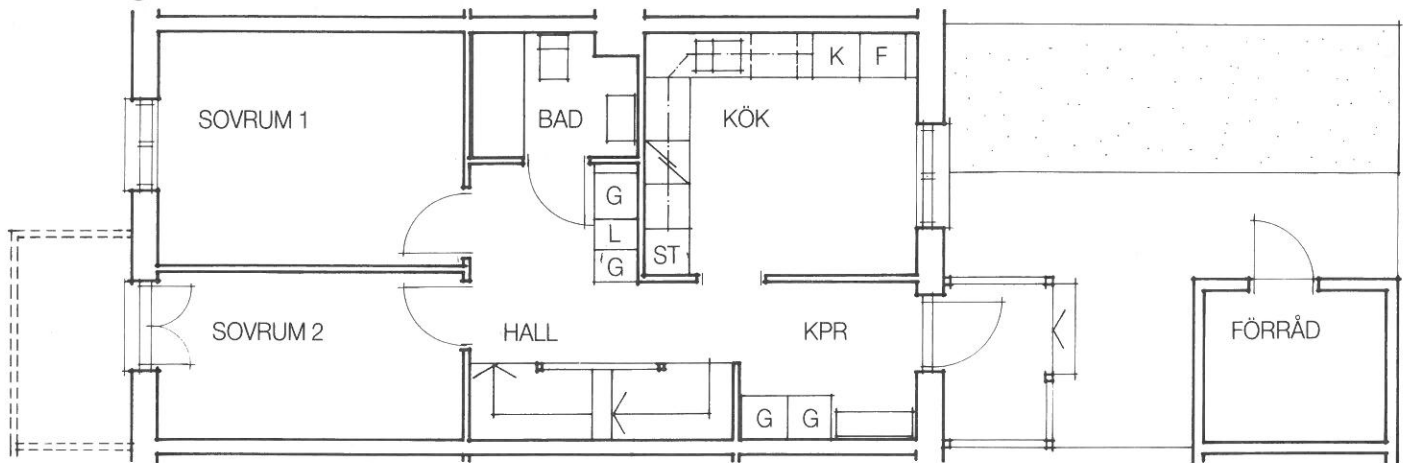 K F
SOVRUM 1
BAD
KÖK
G
L
G
ST
SOVRUM 2
HALL
KPR
FÖRRÅD
G G